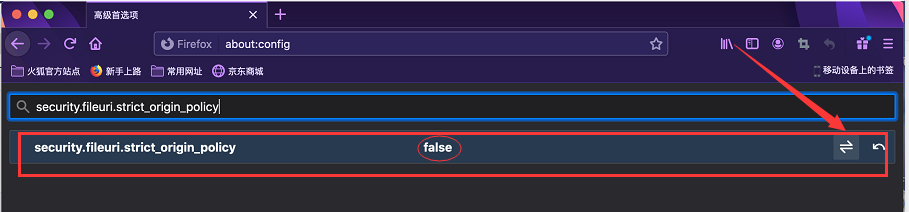 高级首选项
Firefox about:config
火狐官方站点 新手上路 常用网址 京东商城 移动设备上的书签
security.fileuri.strict_origin_policy
security.fileuri.strict_origin_policy false